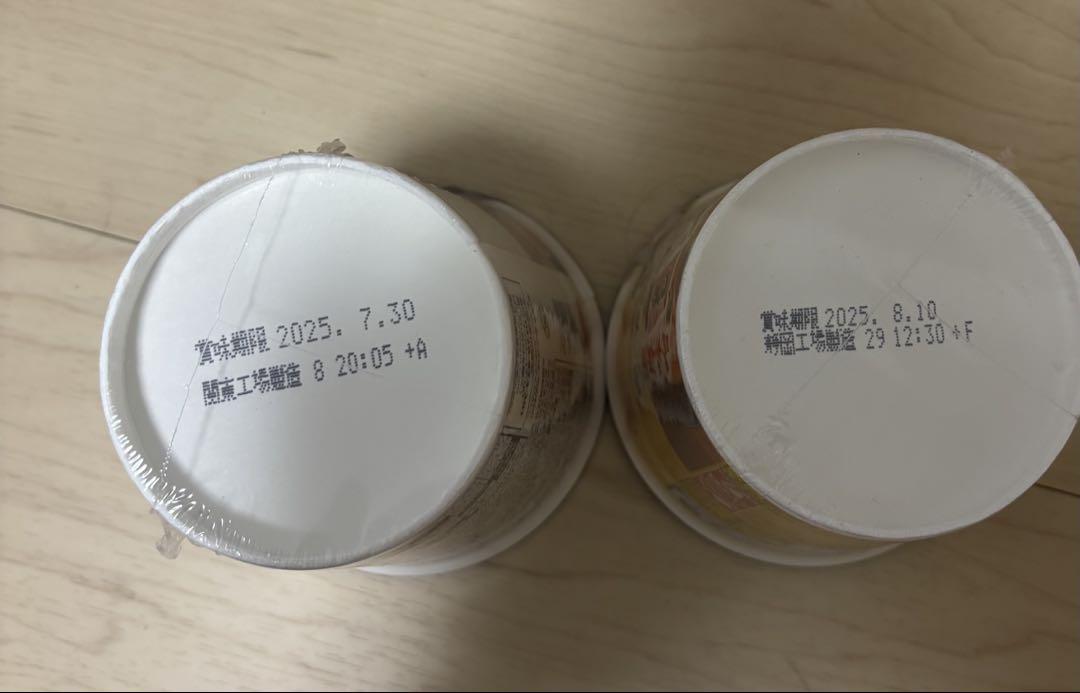 賞味期限 2025. 7.30
関東工場製造 8 20:05 +A
賞味期限 2025. 8.10
静岡工場製造 29 12:30 +F